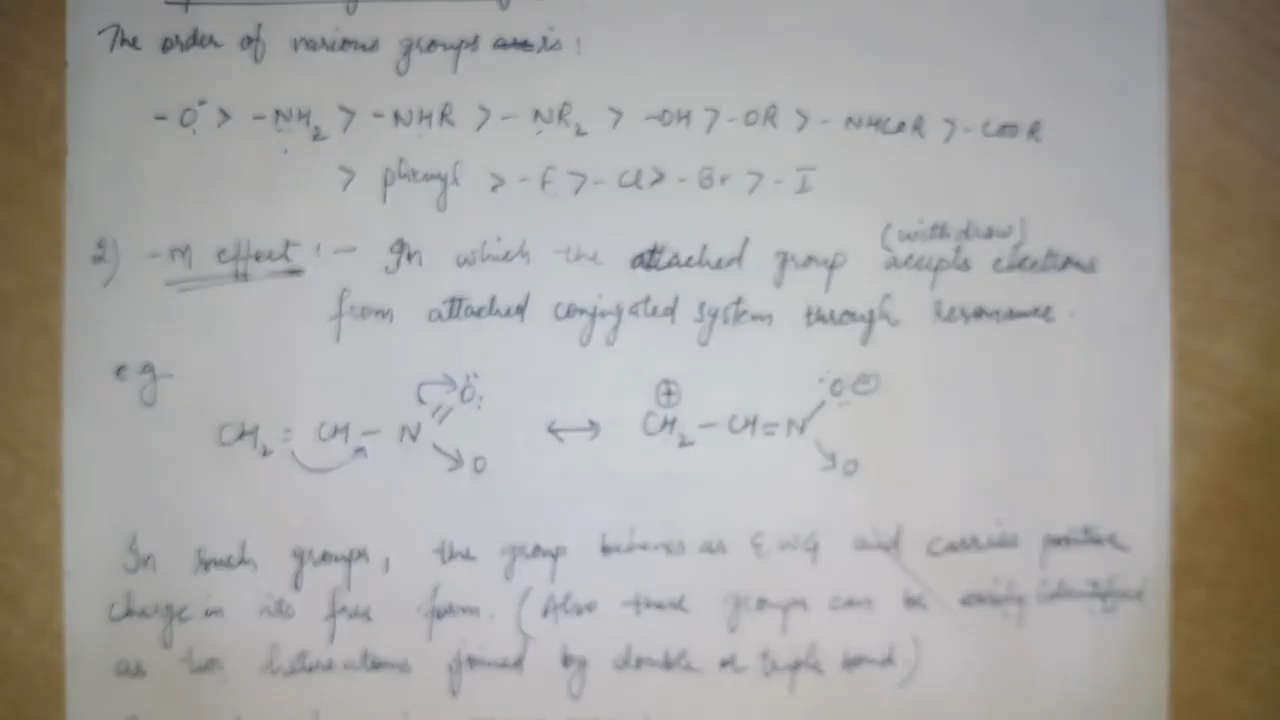 The order of various groups is :
- O⁻ > - NH₂ > - NHR > - NR₂ > -OH > -OR > - NHCOR > - COOR
> phenyl > - F > - Cl > - Br > - I
(withdraw)
2) -M effect :- In which the attached group accepts electrons
from attached conjugated system through resonance.
eg
CH₂ = CH - N O O ↔ ⊕ CH₂ - CH = N O ⊖ O
In such groups, the group behaves as EWG and carries positive
charge in its free form. (Also these groups can be easily identified
as two heteroatoms joined by double or triple bond.)